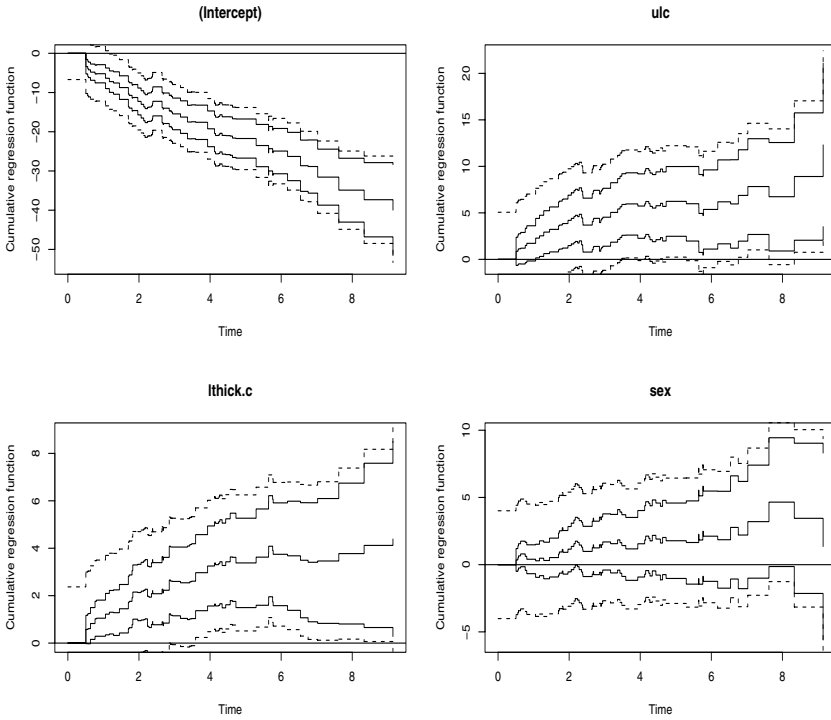 (Intercept)
Cumulative regression function
0
−10
−20
−30
−40
−50
0 2 4 6 8
Time
ulc
Cumulative regression function
20
15
10
5
0
0 2 4 6 8
Time
lthick.c
Cumulative regression function
8
6
4
2
0
0 2 4 6 8
Time
sex
Cumulative regression function
10
5
0
−5
0 2 4 6 8
Time